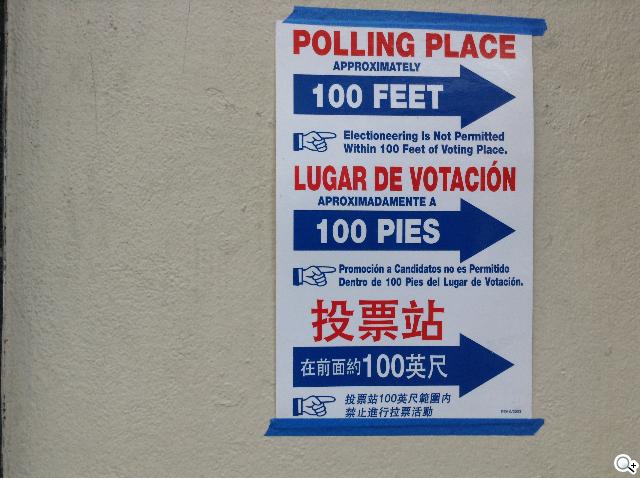 POLLING PLACE
APPROXIMATELY
100 FEET
Electioneering Is Not Permitted
Within 100 Feet of Voting Place.
LUGAR DE VOTACIÓN
APROXIMADAMENTE A
100 PIES
Promoción a Candidatos no es Permitido
Dentro de 100 Pies del Lugar de Votación.
投票站
在前面約100英尺
投票站100英尺範圍內
禁止進行拉票活動